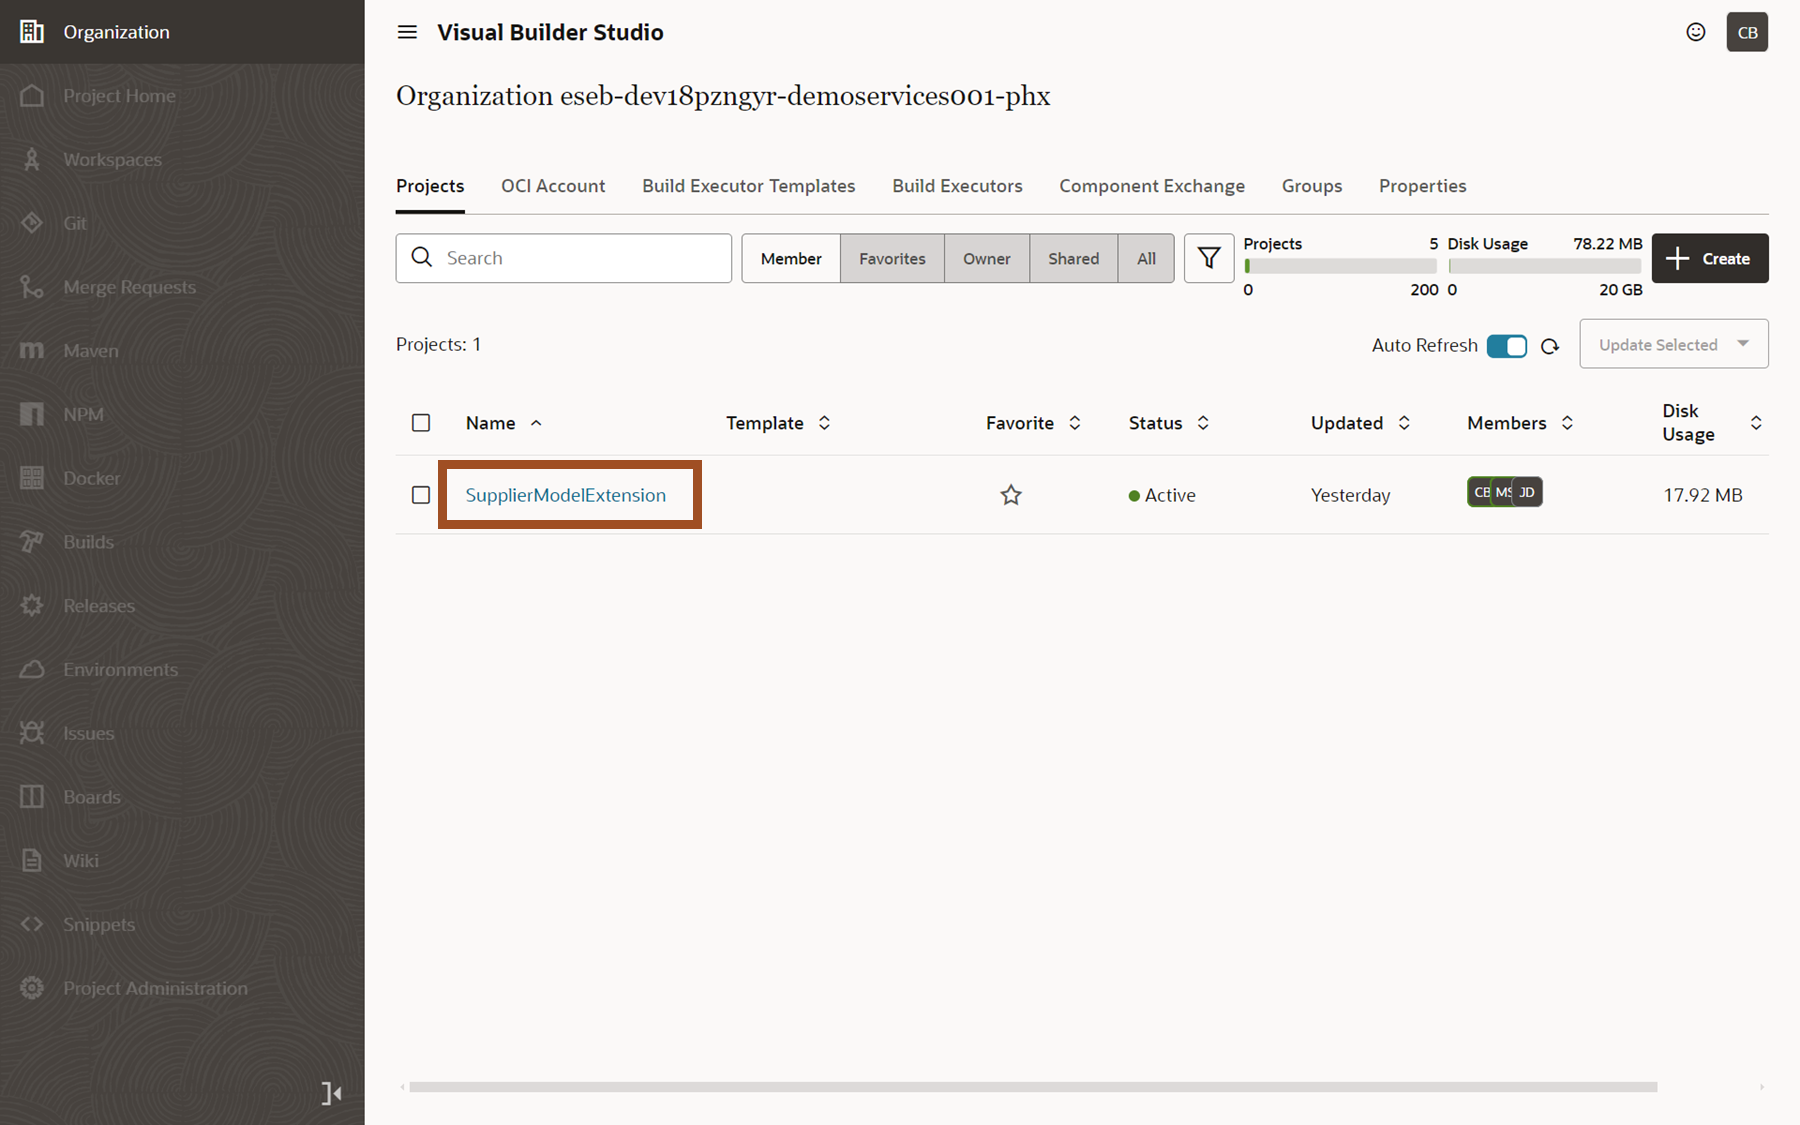 Organization
Project Home
Workspaces
Git
Merge Requests
Maven
NPM
Docker
Builds
Releases
Environments
Issues
Boards
Wiki
Snippets
Project Administration
Visual Builder Studio
CB
Organization eseb-dev18pzngyr-demoservices001-phx
Projects OCI Account Build Executor Templates Build Executors Component Exchange Groups Properties
Search
Member Favorites Owner Shared All
Projects 5
0 200
Disk Usage 78.22 MB
0 20 GB
Create
Projects: 1
Auto Refresh
Update Selected
Name Template Favorite Status Updated Members Disk Usage
SupplierModelExtension Active Yesterday CB MS JD 17.92 MB